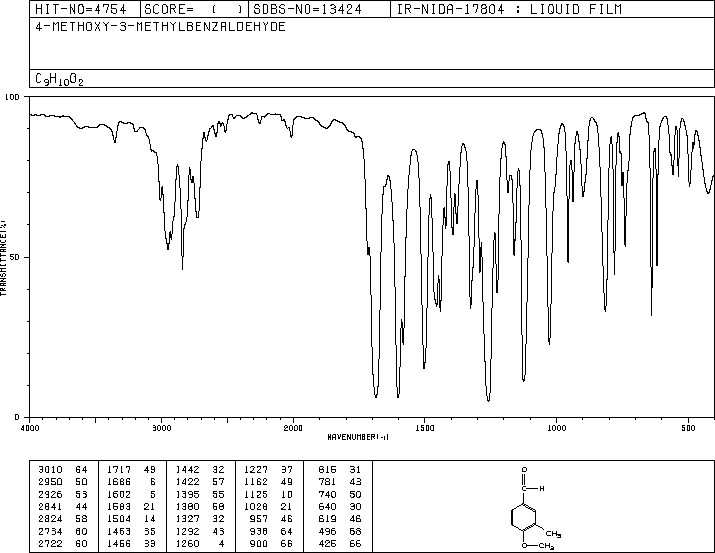 HIT-NO=4754 SCORE= ( ) SDBS-NO=13424 IR-NIDA-17804 : LIQUID FILM
4-METHOXY-3-METHYLBENZALDEHYDE
C9H10O2
100
50
0
TRANSMITTANCE(%)
4000 3000 2000 1500 1000 500
WAVENUMBER(-1)
3010 64 1717 49 1442 32 1227 37 816 31
2950 50 1686 6 1422 57 1162 49 781 43
2926 53 1602 5 1395 55 1125 10 740 50
2841 44 1583 21 1380 58 1028 21 640 30
2824 58 1504 14 1327 32 957 46 619 46
2734 60 1463 35 1292 43 938 64 496 58
2722 60 1456 33 1260 4 900 66 426 66
O
C—H
CH3
O—CH3